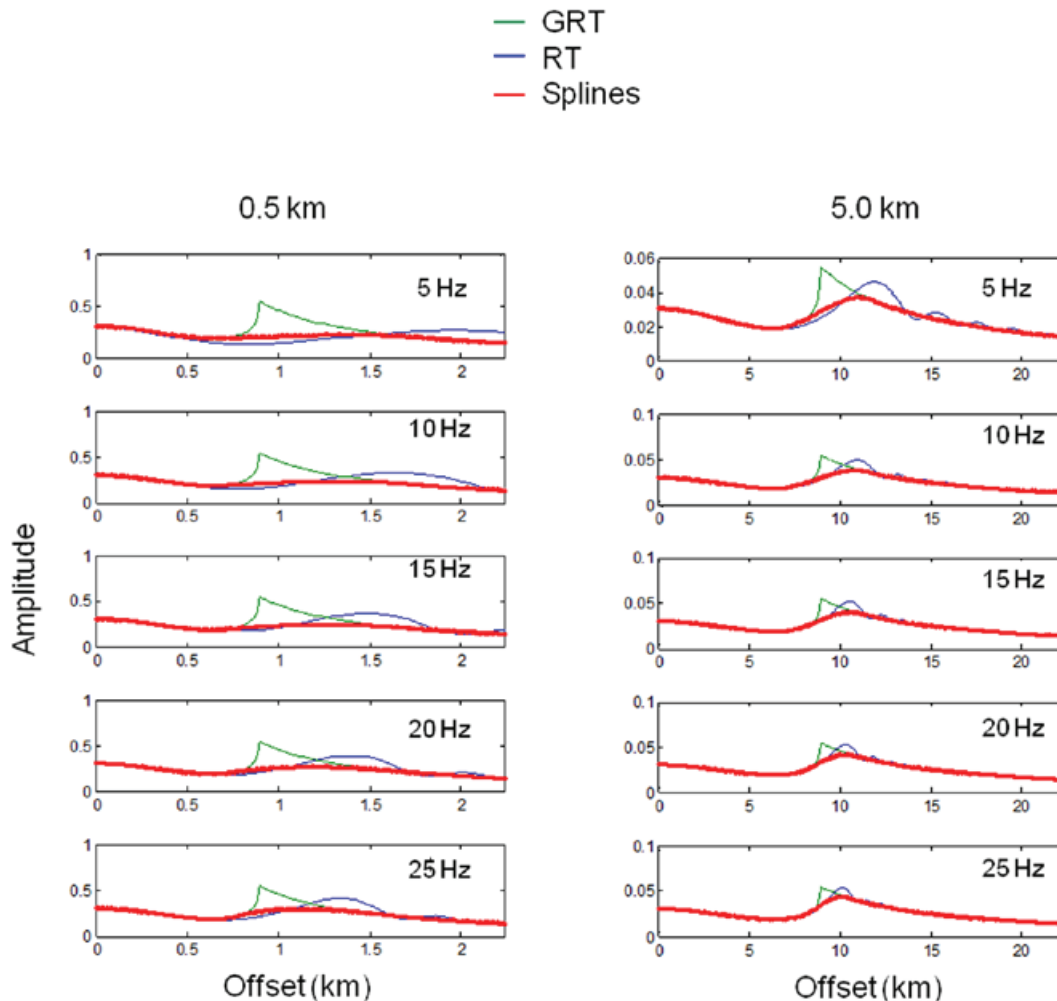 GRT
RT
Splines
0.5 km
5.0 km
1
0.5
0
5 Hz
0 0.5 1 1.5 2
0.06
0.04
0.02
0
5 Hz
0 5 10 15 20
1
0.5
0
10 Hz
0 0.5 1 1.5 2
0.1
0.05
0
10 Hz
0 5 10 15 20
1
0.5
0
15 Hz
0 0.5 1 1.5 2
0.1
0.05
0
15 Hz
0 5 10 15 20
1
0.5
0
20 Hz
0 0.5 1 1.5 2
0.1
0.05
0
20 Hz
0 5 10 15 20
1
0.5
0
25 Hz
0 0.5 1 1.5 2
0.1
0.05
0
25 Hz
0 5 10 15 20
Amplitude
Offset (km)
Offset (km)